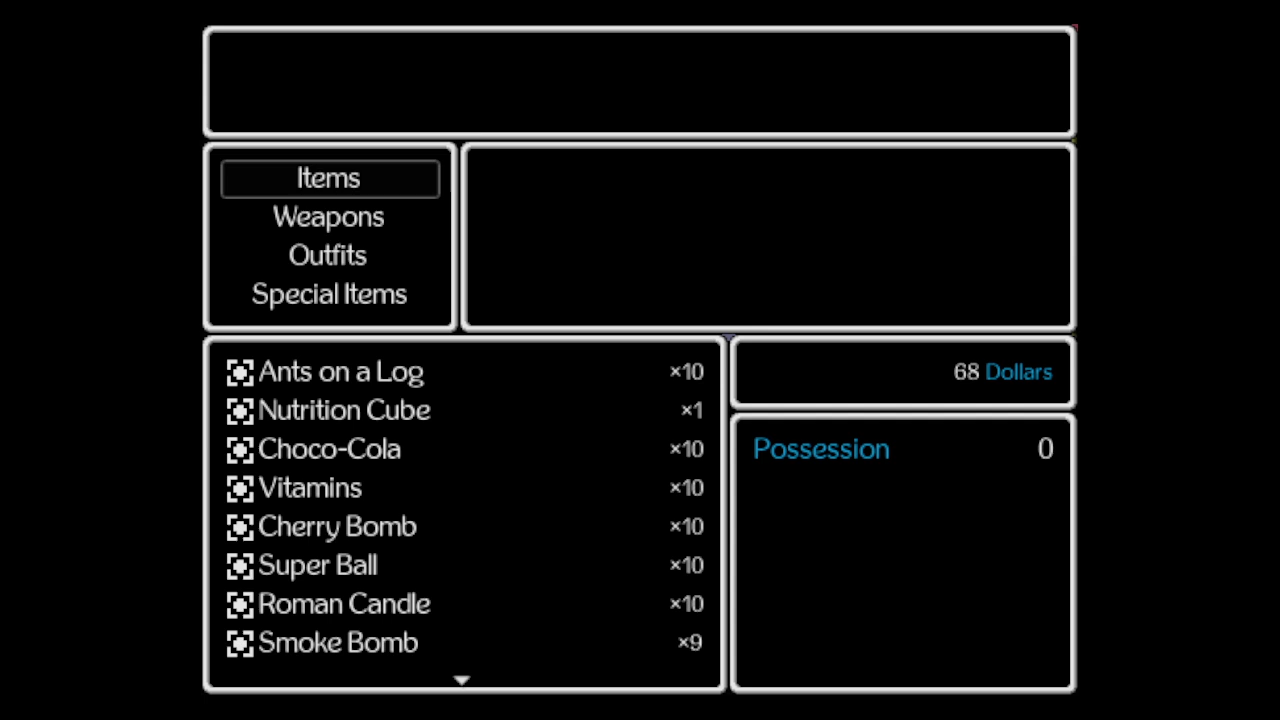 Items
Weapons
Outfits
Special Items
Ants on a Log ×10
Nutrition Cube ×1
Choco-Cola ×10
Vitamins ×10
Cherry Bomb ×10
Super Ball ×10
Roman Candle ×10
Smoke Bomb ×9
68 Dollars
Possession 0